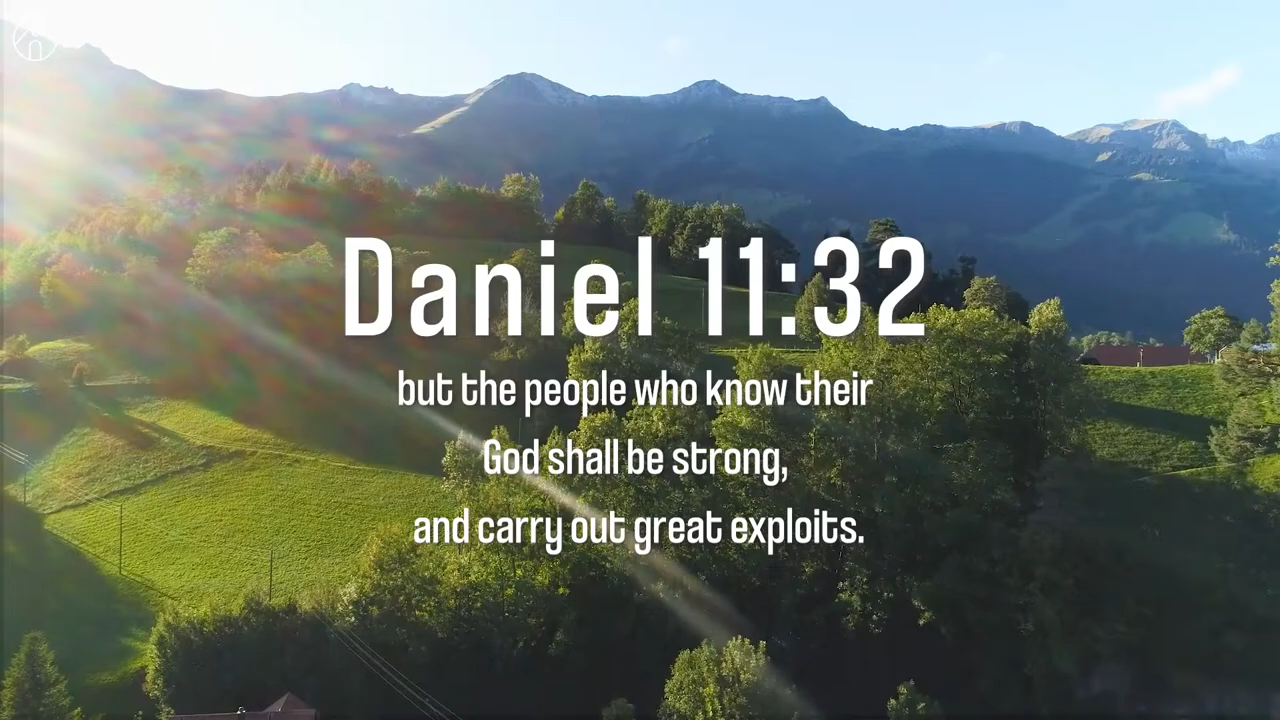 Daniel 11:32
but the people who know their
God shall be strong,
and carry out great exploits.